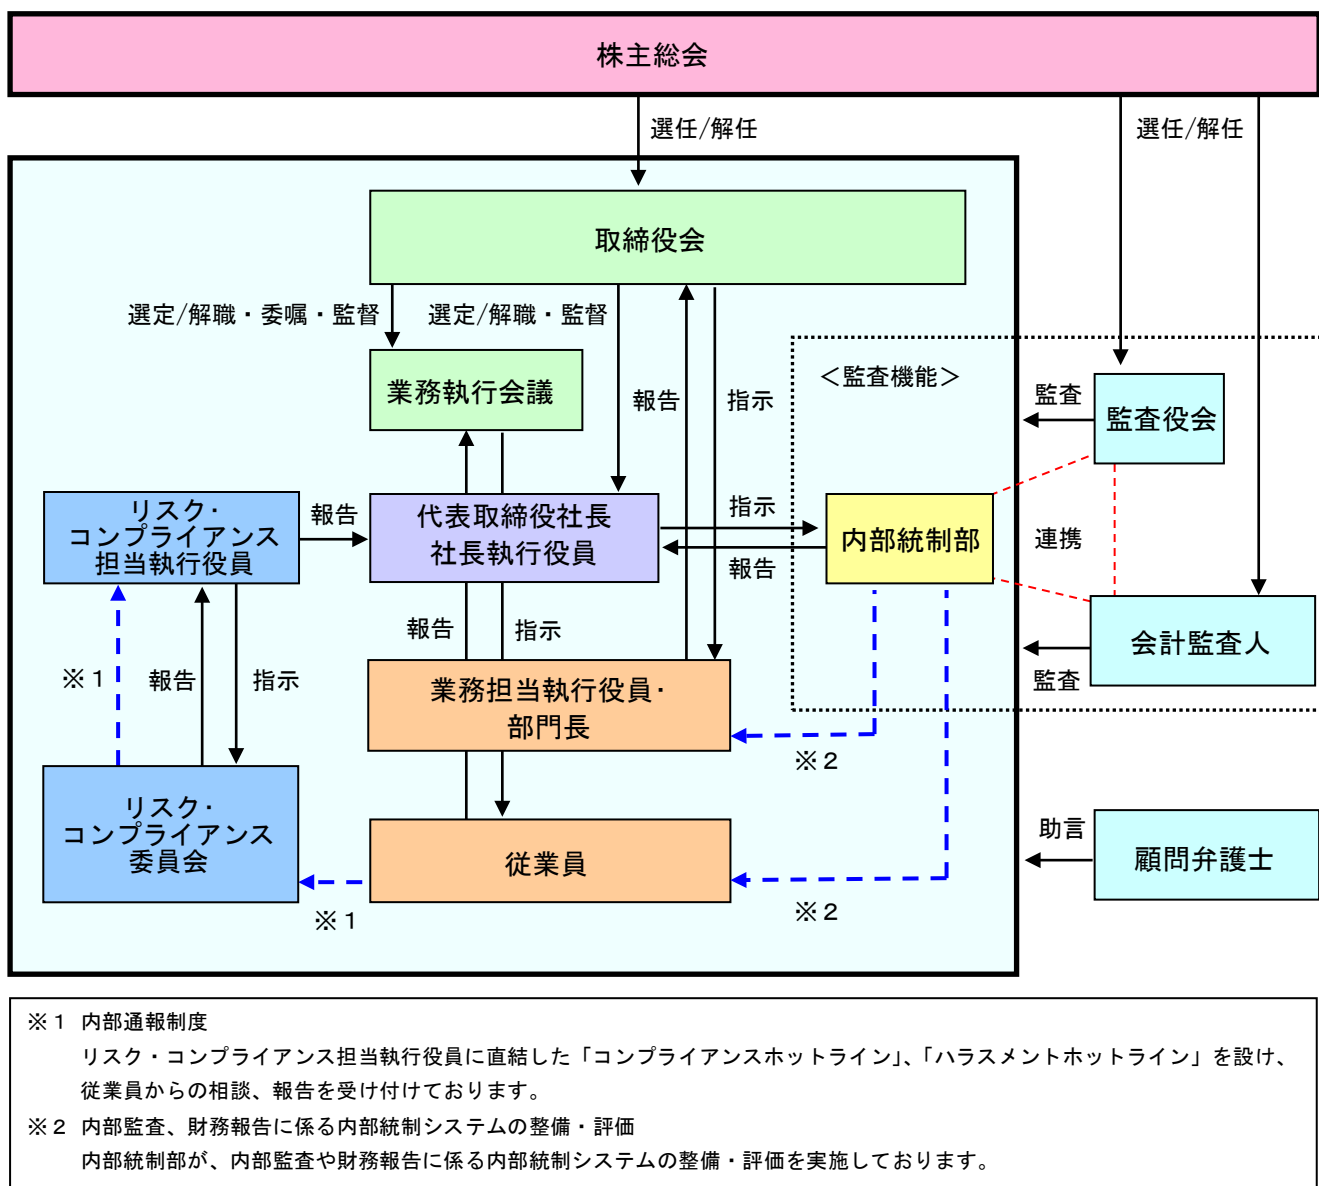 株主総会
選任/解任
選任/解任
取締役会
選定/解職・委嘱・監督
選定/解職・監督
業務執行会議
報告
指示
＜監査機能＞
監査
監査役会
リスク・
コンプライアンス
担当執行役員
報告
代表取締役社長
社長執行役員
指示
報告
内部統制部
連携
報告
指示
会計監査人
監査
※１
報告
指示
業務担当執行役員・
部門長
※２
リスク・
コンプライアンス
委員会
※１
従業員
※２
助言
顧問弁護士
※１ 内部通報制度
リスク・コンプライアンス担当執行役員に直結した「コンプライアンスホットライン」、「ハラスメントホットライン」を設け、
従業員からの相談、報告を受け付けております。
※２ 内部監査、財務報告に係る内部統制システムの整備・評価
内部統制部が、内部監査や財務報告に係る内部統制システムの整備・評価を実施しております。